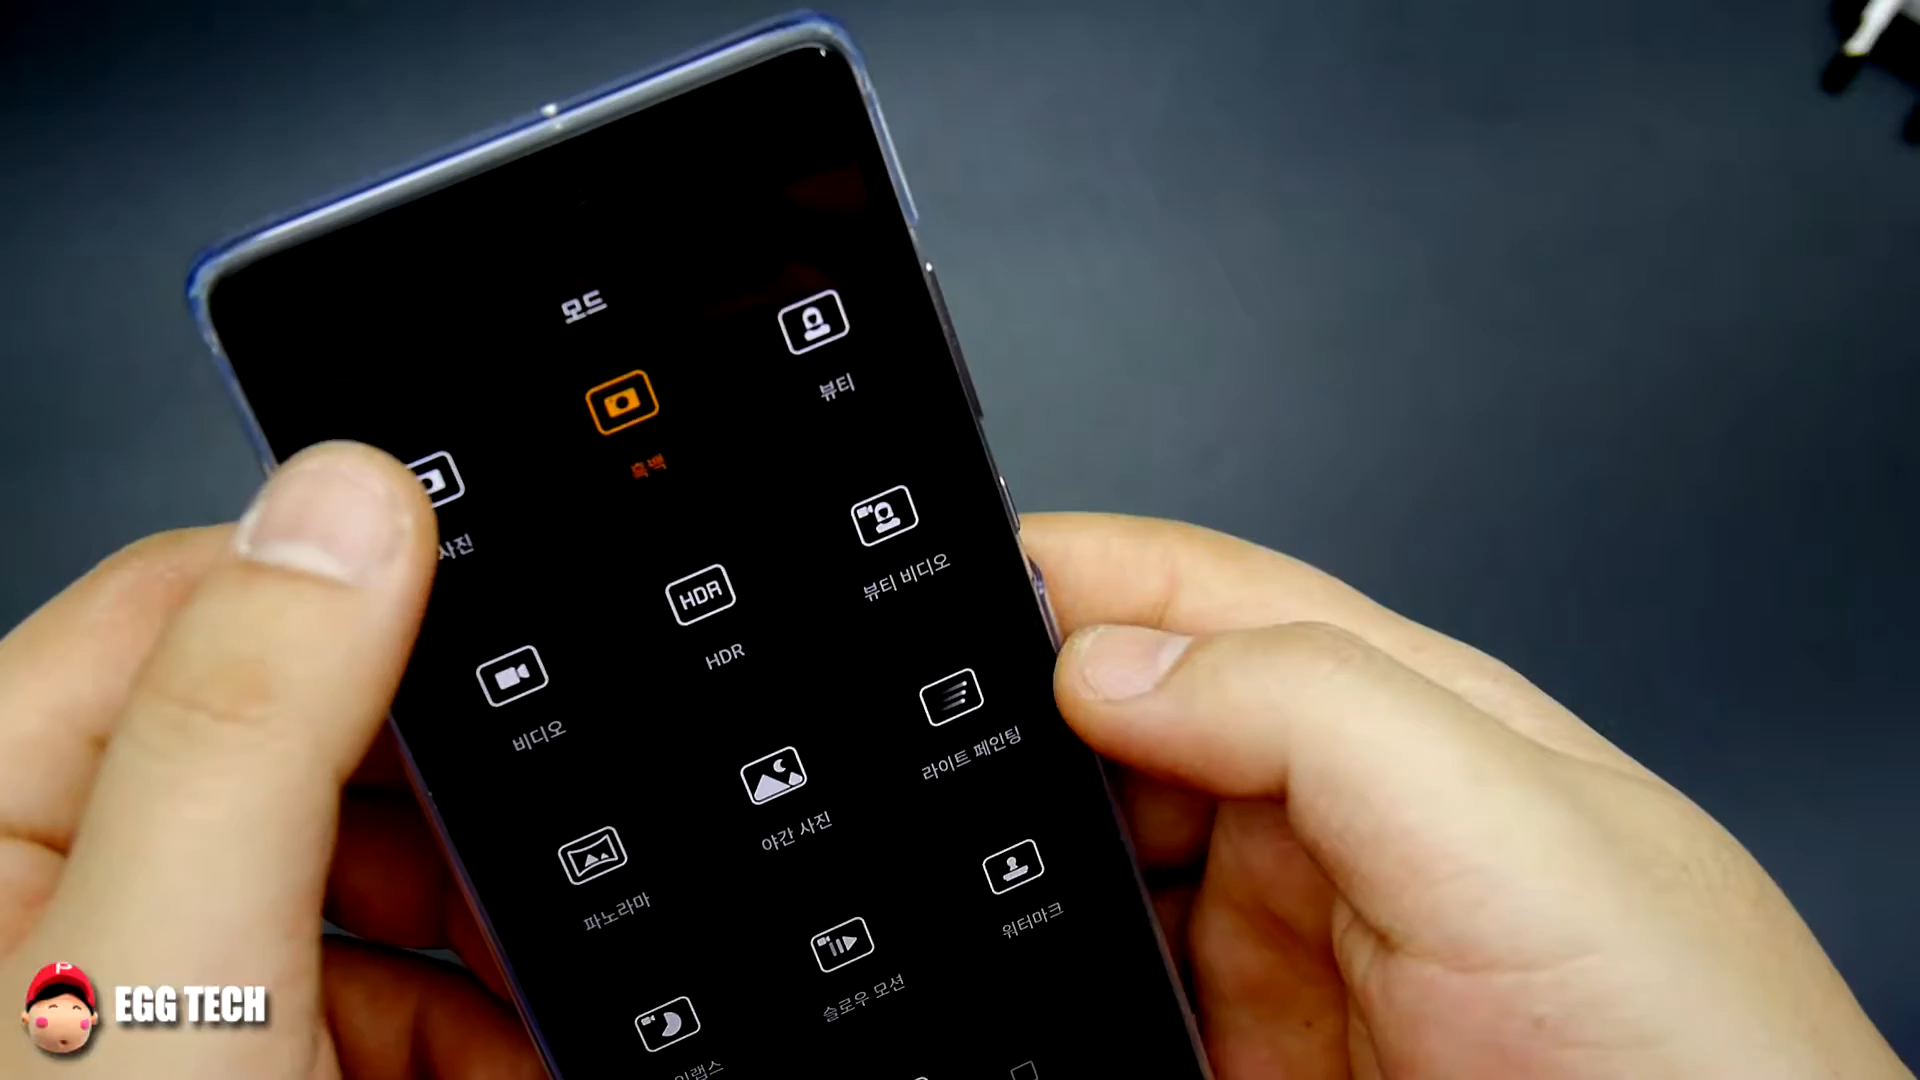 모드
사진
흑백
뷰티
비디오
HDR
HDR
뷰티 비디오
파노라마
야간 사진
라이트 페인팅
슬로우 모션
워터마크
P
EGG TECH